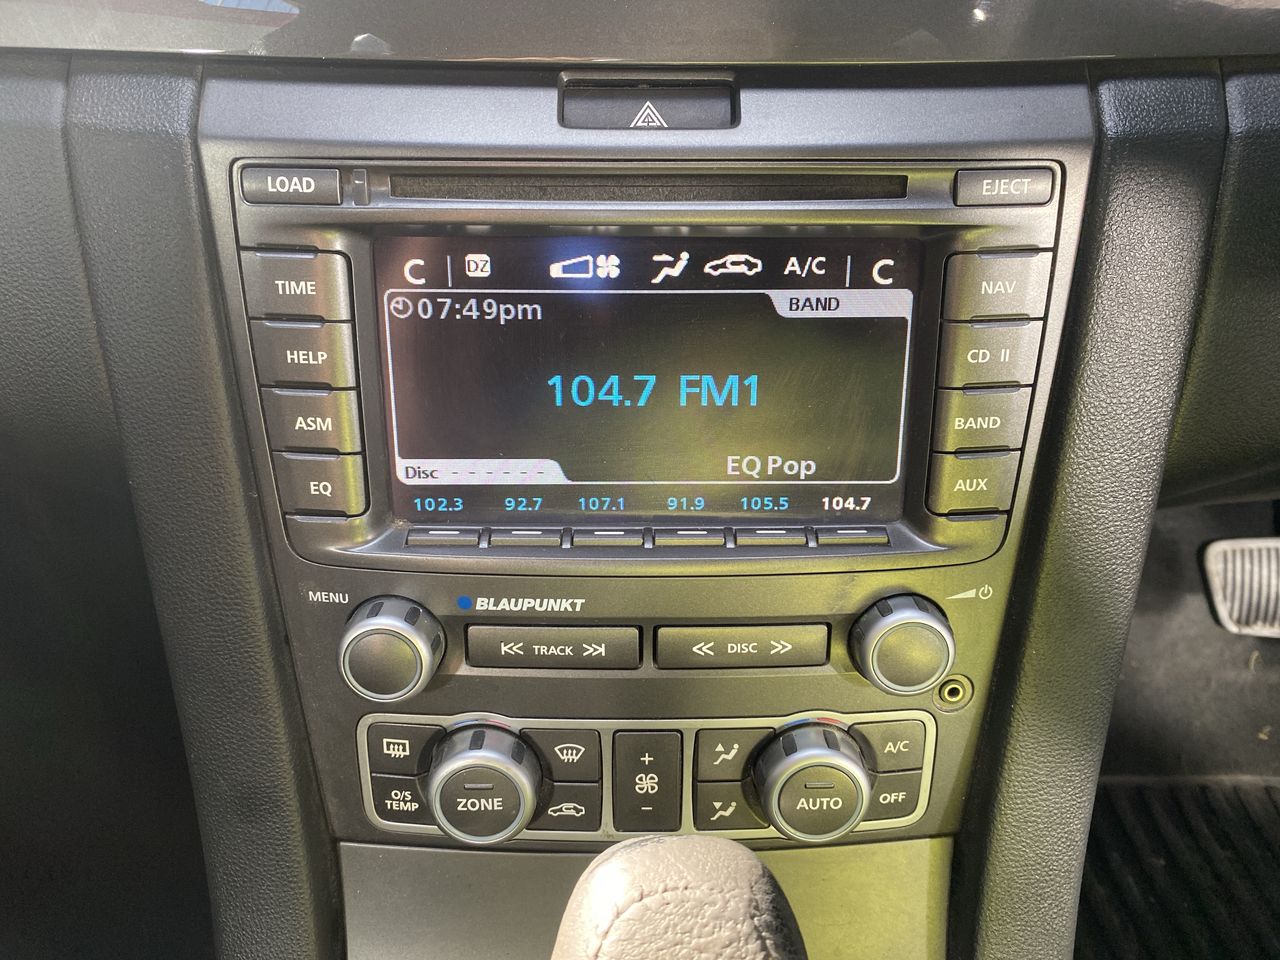 LOAD
EJECT
C DZ A/C C
TIME
07:49pm
BAND
NAV
HELP
CD II
104.7 FM1
ASM
BAND
EQ
Disc - - - - - - -
EQ Pop
AUX
102.3 92.7 107.1 91.9 105.5 104.7
MENU
BLAUPUNKT
TRACK
DISC
O/S
TEMP
ZONE
AUTO
A/C
OFF